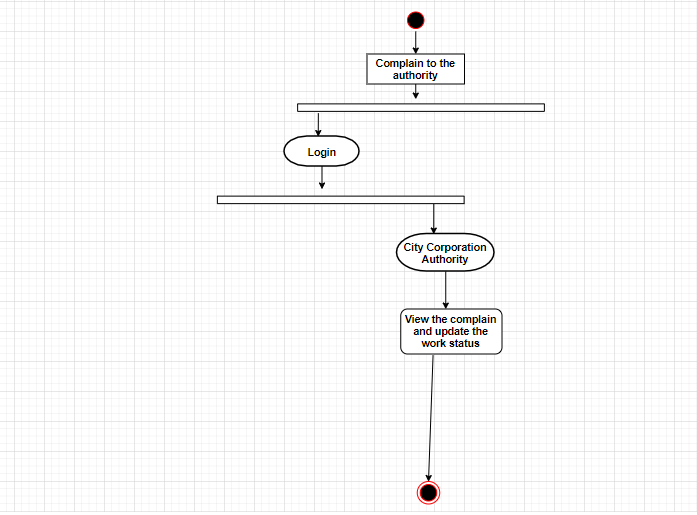 Complain to the
authority
Login
City Corporation
Authority
View the complain
and update the
work status